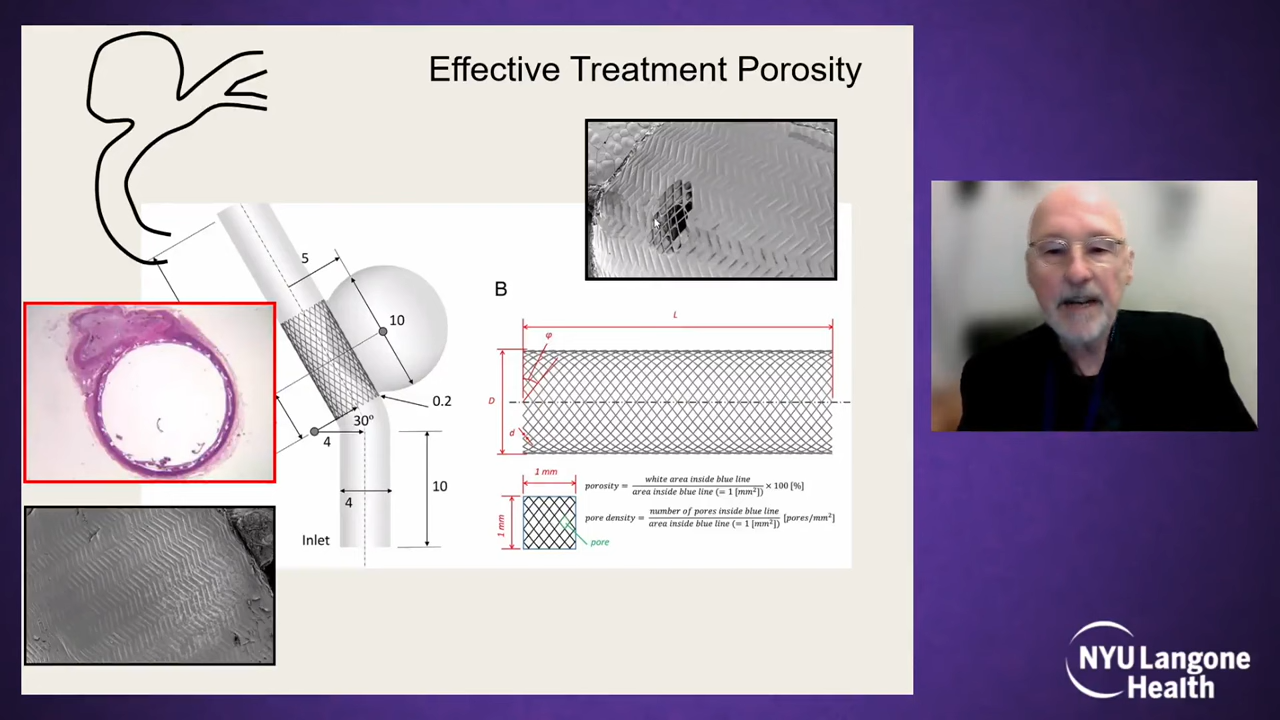 Effective Treatment Porosity
5
10
B
L
φ
D
d
0.2
30º
4
10
4
Inlet
1 mm
1 mm
pore
porosity = white area inside blue line / area inside blue line (= 1 [mm²]) × 100 [%]
pore density = number of pores inside blue line / area inside blue line (= 1 [mm²]) [pores/mm²]
NYU Langone
Health